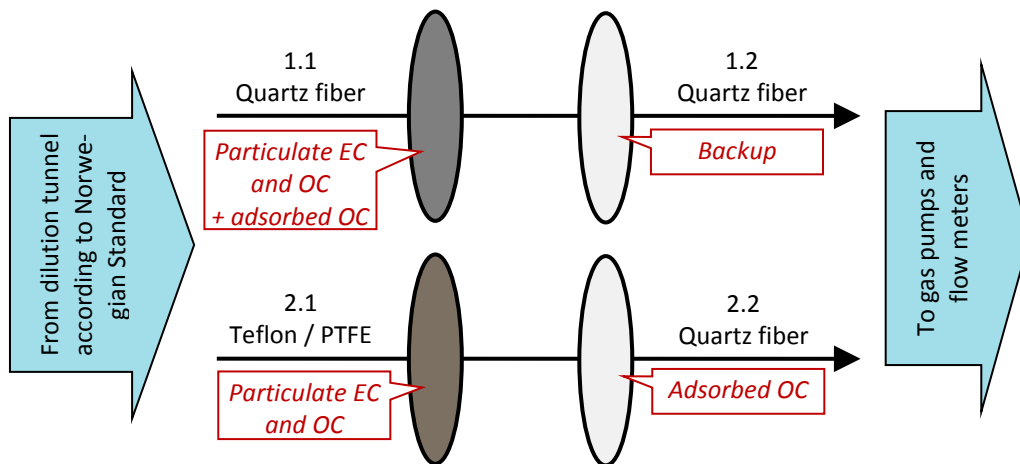 From dilution tunnel
according to Norwe-
gian Standard
1.1
Quartz fiber
Particulate EC
and OC
+ adsorbed OC
1.2
Quartz fiber
Backup
2.1
Teflon / PTFE
Particulate EC
and OC
2.2
Quartz fiber
Adsorbed OC
To gas pumps and
flow meters